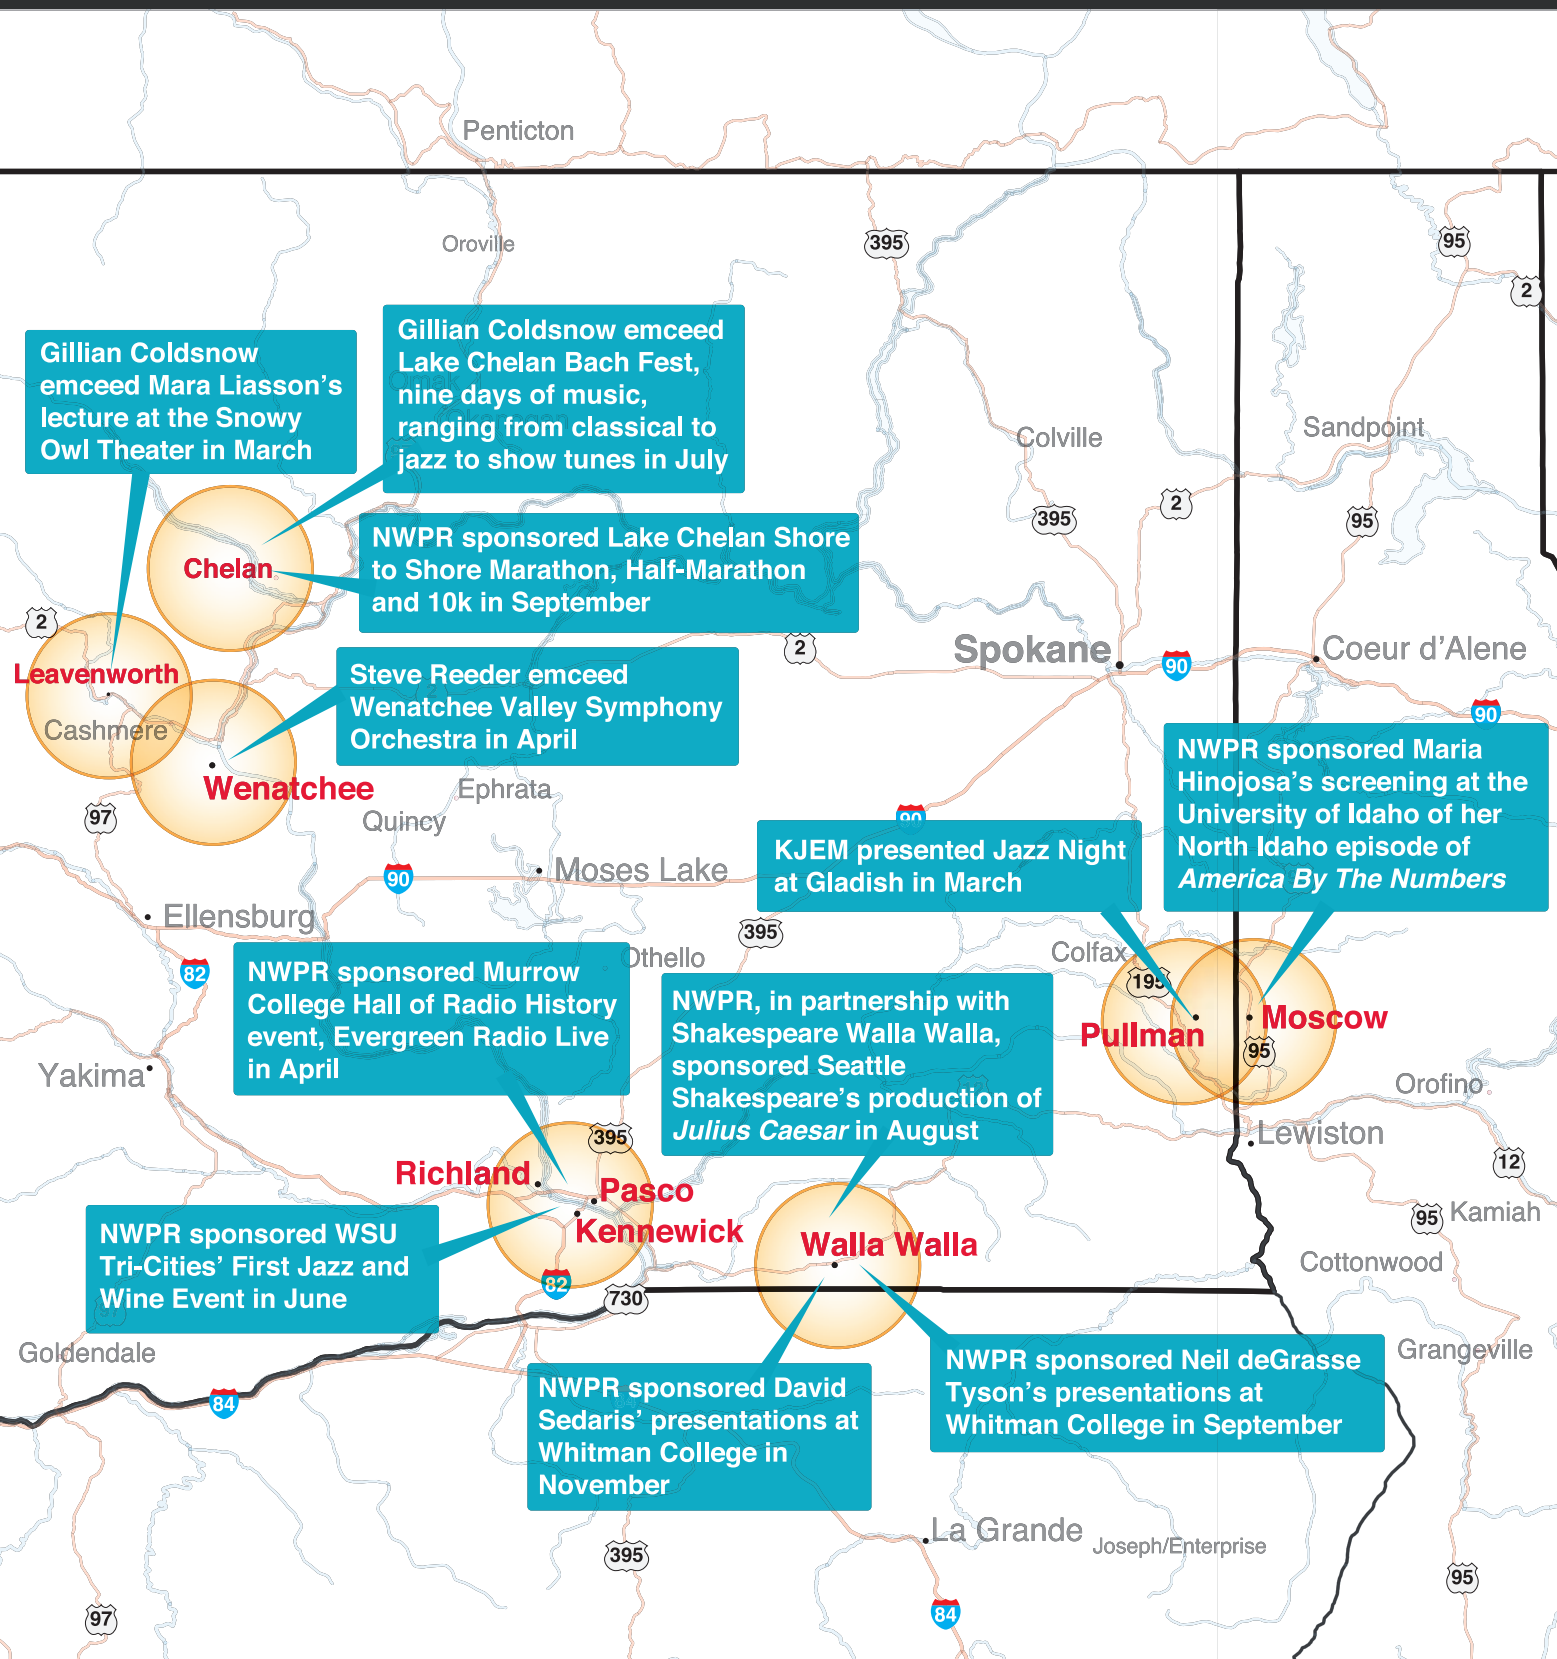 Penticton
Oroville
395
95
2
Gillian Coldsnow
emceed Mara Liasson's
lecture at the Snowy
Owl Theater in March
Gillian Coldsnow emceed
Lake Chelan Bach Fest,
nine days of music,
ranging from classical to
jazz to show tunes in July
Omak
Okanogan
Colville
Sandpoint
2
395
95
NWPR sponsored Lake Chelan Shore
to Shore Marathon, Half-Marathon
and 10k in September
Chelan
2
Leavenworth
Cashmere
2
Spokane
90
Coeur d'Alene
90
Steve Reeder emceed
Wenatchee Valley Symphony
Orchestra in April
2
Wenatchee
Ephrata
97
Quincy
90
Moses Lake
90
KJEM presented Jazz Night
at Gladish in March
NWPR sponsored Maria
Hinojosa's screening at the
University of Idaho of her
North Idaho episode of
America By The Numbers
Ellensburg
82
395
Othello
Colfax
195
NWPR sponsored Murrow
College Hall of Radio History
event, Evergreen Radio Live
in April
NWPR, in partnership with
Shakespeare Walla Walla,
sponsored Seattle
Shakespeare's production of
Julius Caesar in August
Pullman
Moscow
95
Yakima
Orofino
Lewiston
12
395
Richland
Pasco
Kennewick
82
730
NWPR sponsored WSU
Tri-Cities' First Jazz and
Wine Event in June
97
Walla Walla
95
Kamiah
Cottonwood
Grangeville
Goldendale
84
NWPR sponsored David
Sedaris' presentations at
Whitman College in
November
NWPR sponsored Neil deGrasse
Tyson's presentations at
Whitman College in September
La Grande
Joseph/Enterprise
395
95
84
97